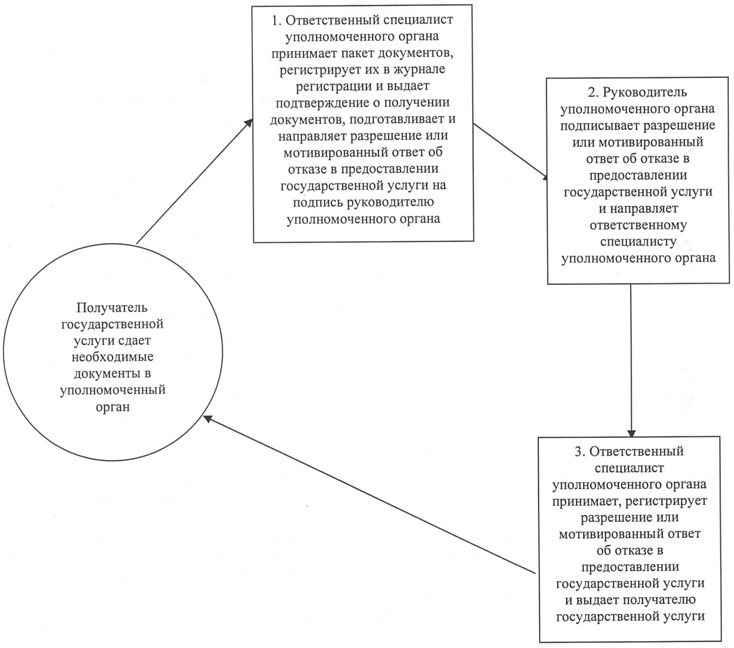 1. Ответственный специалист
уполномоченного органа
принимает пакет документов,
регистрирует их в журнале
регистрации и выдает
подтверждение о получении
документов, подготавливает и
направляет разрешение или
мотивированный ответ об
отказе в предоставлении
государственной услуги на
подпись руководителю
уполномоченного органа
2. Руководитель
уполномоченного органа
подписывает разрешение
или мотивированный
ответ об отказе в
предоставлении
государственной услуги
и направляет
ответственному
специалисту
уполномоченного органа
Получатель
государственной
услуги сдает
необходимые
документы в
уполномоченный
орган
3. Ответственный
специалист
уполномоченного органа
принимает, регистрирует
разрешение или
мотивированный ответ
об отказе в
предоставлении
государственной услуги
и выдает получателю
государственной услуги